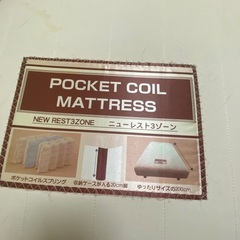 POCKET COIL
MATTRESS
NEW REST3ZONE ニューレスト3ゾーン
ポケットコイルスプリング 収納ケースが入る20cm脚 ゆったりサイズの200cm